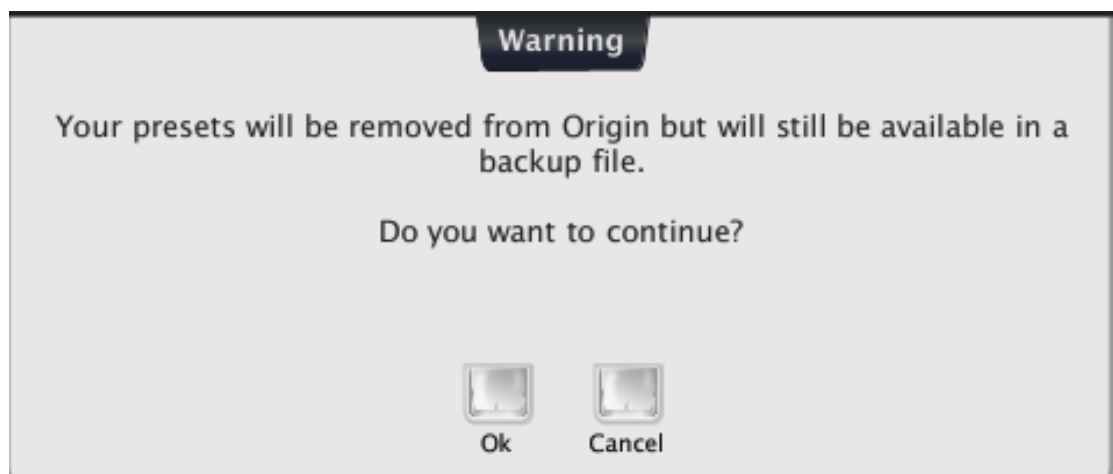 Warning
Your presets will be removed from Origin but will still be available in a
backup file.
Do you want to continue?
Ok Cancel